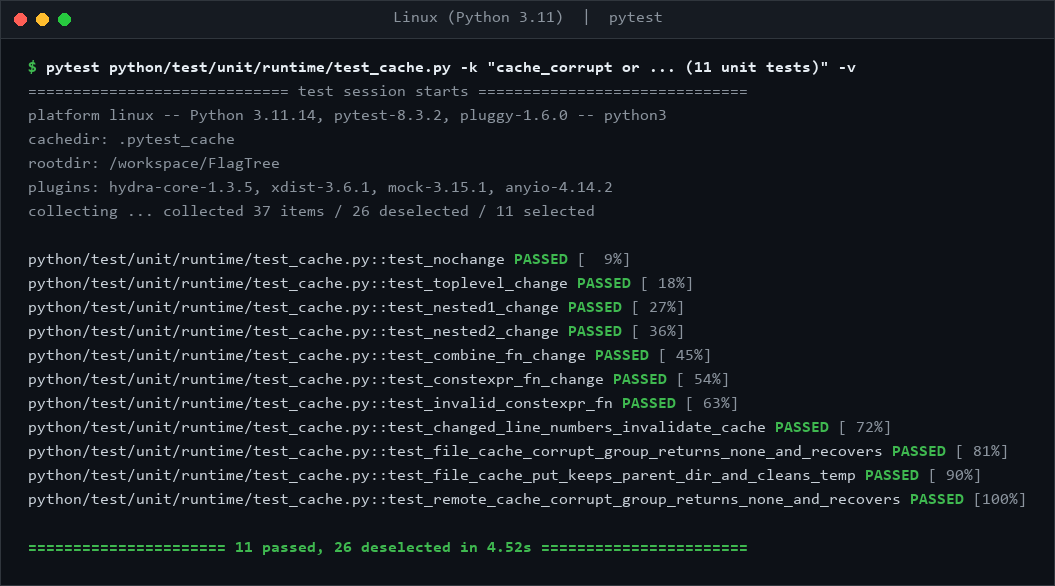 Linux (Python 3.11) | pytest
$ pytest python/test/unit/runtime/test_cache.py -k "cache_corrupt or ... (11 unit tests)" -v
============================= test session starts ==============================
platform linux -- Python 3.11.14, pytest-8.3.2, pluggy-1.6.0 -- python3
cachedir: .pytest_cache
rootdir: /workspace/FlagTree
plugins: hydra-core-1.3.5, xdist-3.6.1, mock-3.15.1, anyio-4.14.2
collecting ... collected 37 items / 26 deselected / 11 selected
python/test/unit/runtime/test_cache.py::test_nochange PASSED [  9%]
python/test/unit/runtime/test_cache.py::test_toplevel_change PASSED [ 18%]
python/test/unit/runtime/test_cache.py::test_nested1_change PASSED [ 27%]
python/test/unit/runtime/test_cache.py::test_nested2_change PASSED [ 36%]
python/test/unit/runtime/test_cache.py::test_combine_fn_change PASSED [ 45%]
python/test/unit/runtime/test_cache.py::test_constexpr_fn_change PASSED [ 54%]
python/test/unit/runtime/test_cache.py::test_invalid_constexpr_fn PASSED [ 63%]
python/test/unit/runtime/test_cache.py::test_changed_line_numbers_invalidate_cache PASSED [ 72%]
python/test/unit/runtime/test_cache.py::test_file_cache_corrupt_group_returns_none_and_recovers PASSED [ 81%]
python/test/unit/runtime/test_cache.py::test_file_cache_put_keeps_parent_dir_and_cleans_temp PASSED [ 90%]
python/test/unit/runtime/test_cache.py::test_remote_cache_corrupt_group_returns_none_and_recovers PASSED [100%]
====================== 11 passed, 26 deselected in 4.52s =======================